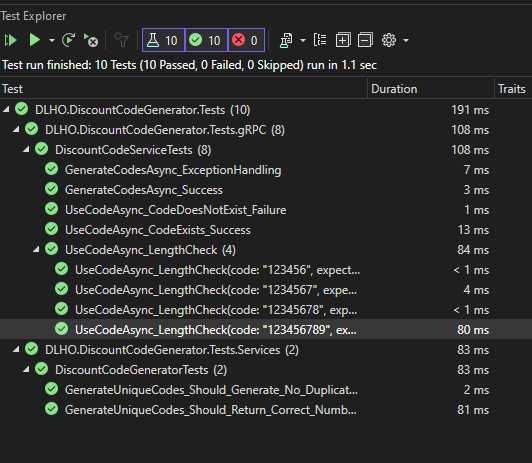 Test Explorer
10 10 0
Test run finished: 10 Tests (10 Passed, 0 Failed, 0 Skipped) run in 1.1 sec
Test Duration Traits
DLHO.DiscountCodeGenerator.Tests (10) 191 ms
DLHO.DiscountCodeGenerator.Tests.gRPC (8) 108 ms
DiscountCodeServiceTests (8) 108 ms
GenerateCodesAsync_ExceptionHandling 7 ms
GenerateCodesAsync_Success 3 ms
UseCodeAsync_CodeDoesNotExist_Failure 1 ms
UseCodeAsync_CodeExists_Success 13 ms
UseCodeAsync_LengthCheck (4) 84 ms
UseCodeAsync_LengthCheck(code: "123456", expect... < 1 ms
UseCodeAsync_LengthCheck(code: "1234567", expe... 4 ms
UseCodeAsync_LengthCheck(code: "12345678", exp... < 1 ms
UseCodeAsync_LengthCheck(code: "123456789", ex... 80 ms
DLHO.DiscountCodeGenerator.Tests.Services (2) 83 ms
DiscountCodeGeneratorTests (2) 83 ms
GenerateUniqueCodes_Should_Generate_No_Duplicat... 2 ms
GenerateUniqueCodes_Should_Return_Correct_Numb... 81 ms